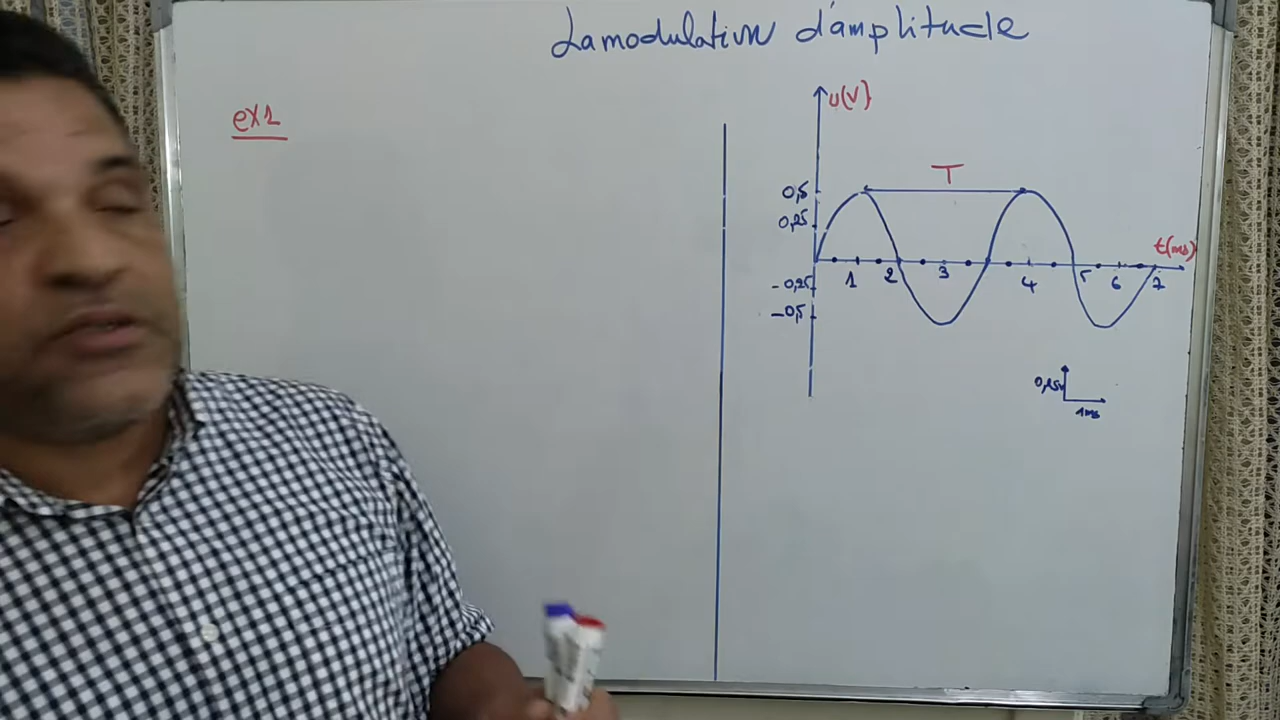 La modulation d'amplitude
ex1
u(V)
T
0,5
0,25
t(ms)
1 2 3 4 5 6 7
-0,25
-0,5
0,25V
1ms